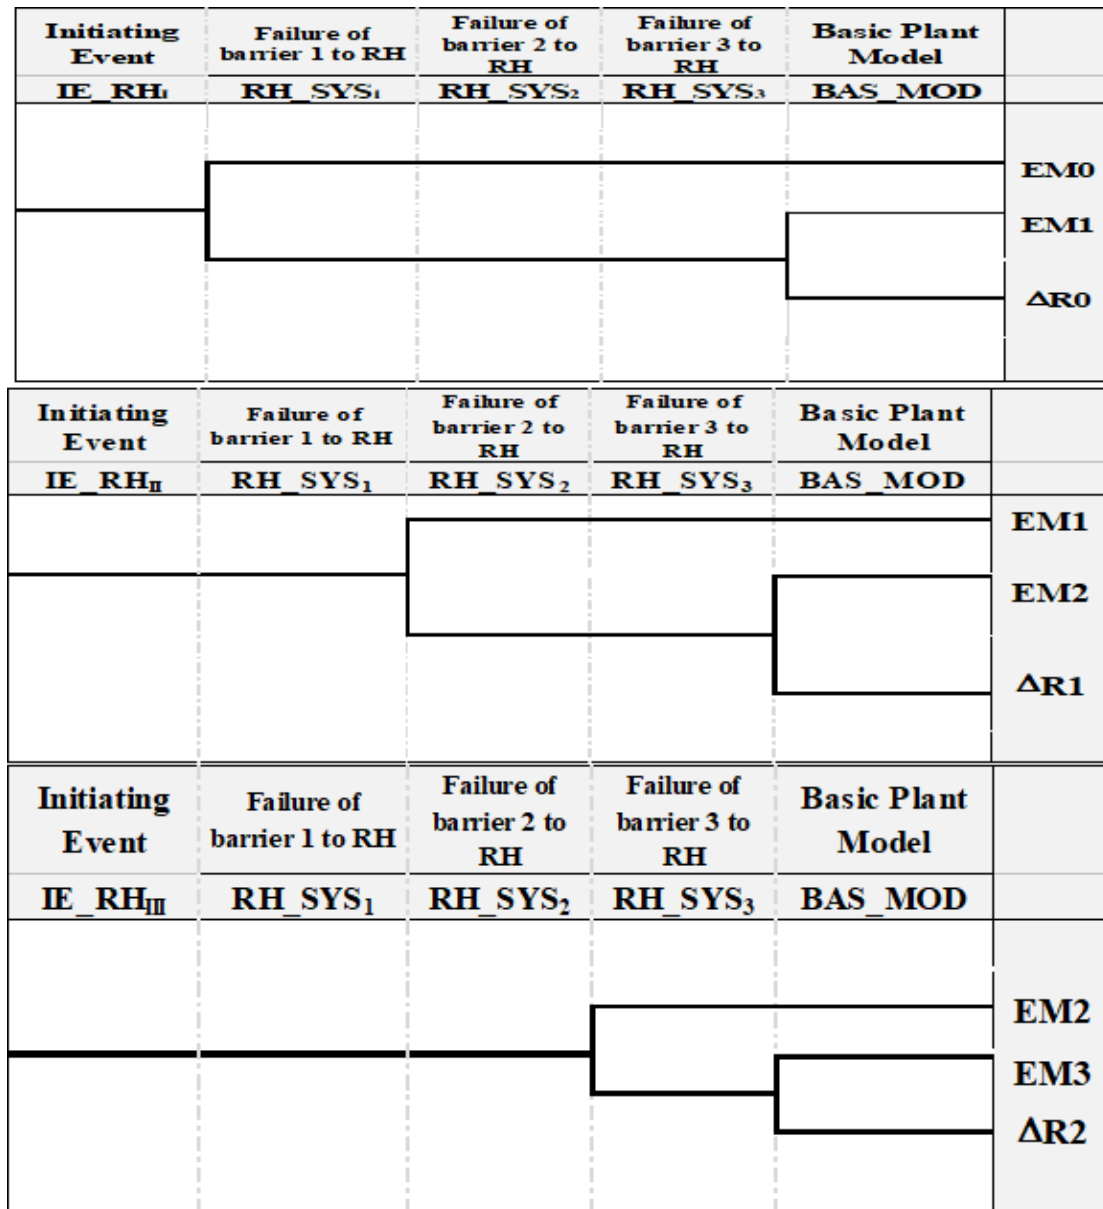 Initiating
Event
Failure of
barrier 1 to RH
Failure of
barrier 2 to
RH
Failure of
barrier 3 to
RH
Basic Plant
Model
IE_RHI
RH_SYS₁
RH_SYS₂
RH_SYS₃
BAS_MOD
EM0
EM1
ΔR0
Initiating
Event
Failure of
barrier 1 to RH
Failure of
barrier 2 to
RH
Failure of
barrier 3 to
RH
Basic Plant
Model
IE_RHII
RH_SYS₁
RH_SYS₂
RH_SYS₃
BAS_MOD
EM1
EM2
ΔR1
Initiating
Event
Failure of
barrier 1 to RH
Failure of
barrier 2 to
RH
Failure of
barrier 3 to
RH
Basic Plant
Model
IE_RHIII
RH_SYS₁
RH_SYS₂
RH_SYS₃
BAS_MOD
EM2
EM3
ΔR2